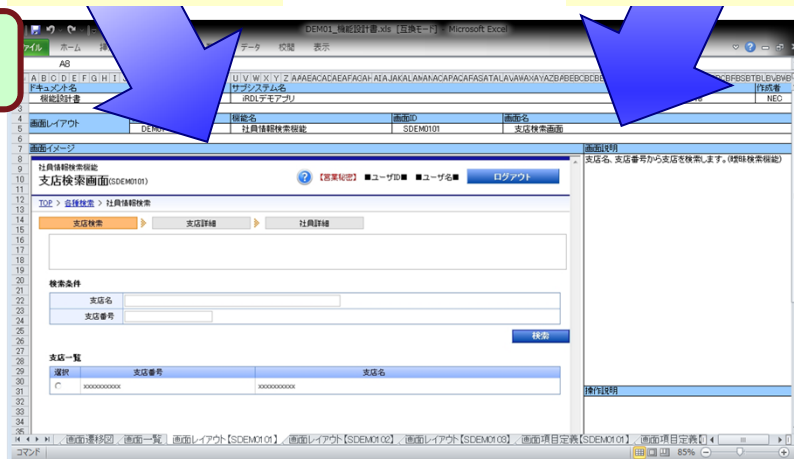 DEM01_機能設計書.xls [互換モード] - Microsoft Excel
ホーム
データ 校閲 表示
A8
ドキュメント名 サブシステム名 作成者
機能設計書 iRDLデモアプリ NEC
画面レイアウト 機能名 画面ID 画面名
社員情報検索機能 SDEM0101 支店検索画面
画面イメージ 画面説明
支店名、支店番号から支店を検索します。(曖昧検索機能)
社員情報検索機能
支店検索画面(SDEM0101)
? 【営業秘密】 ■ユーザID■ ■ユーザ名■ ログアウト
TOP > 各種検索 > 社員情報検索
支店検索 支店詳細 社員詳細
検索条件
支店名
支店番号
検索
支店一覧
選択 支店番号 支店名
xxxxxxxxxx xxxxxxxxxx
操作説明
画面遷移図 画面一覧 画面レイアウト【SDEM0101】 画面レイアウト【SDEM0102】 画面レイアウト【SDEM0103】 画面項目定義【SDEM0101】 画面項目定義
コマンド 85%